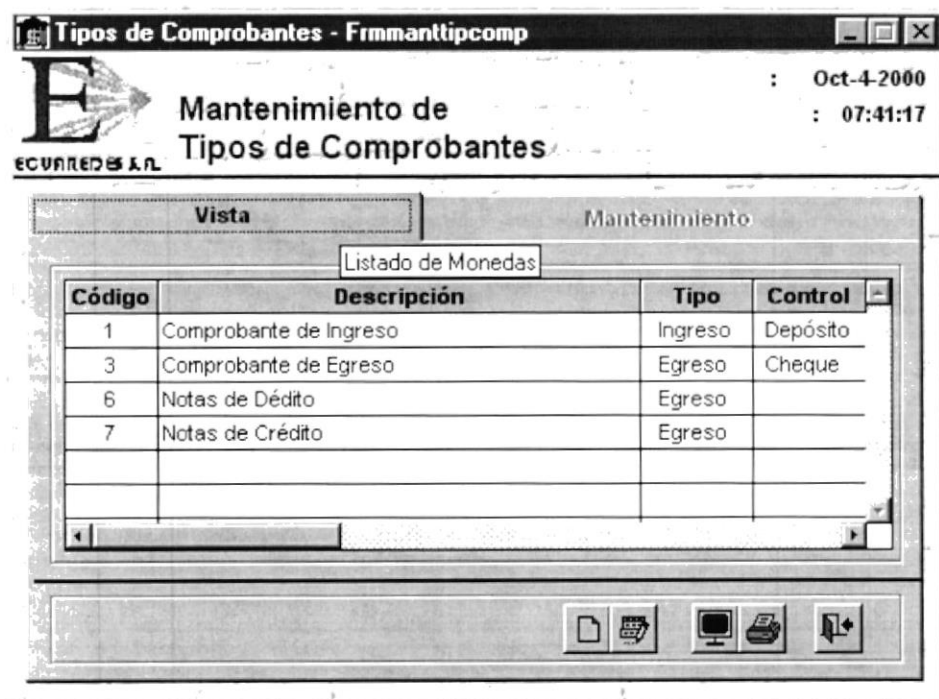 Tipos de Comprobantes - Frmmanttipcomp
: Oct-4-2000
Mantenimiento de
: 07:41:17
Tipos de Comprobantes
E
ECUAREDES S.A.
Vista Mantenimiento
Listado de Monedas
Código Descripción Tipo Control
1 Comprobante de Ingreso Ingreso Depósito
3 Comprobante de Egreso Egreso Cheque
6 Notas de Dédito Egreso
7 Notas de Crédito Egreso